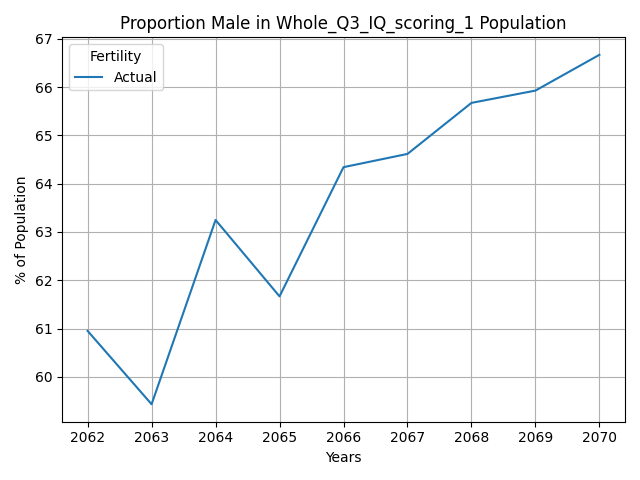 Proportion Male in Whole_Q3_IQ_scoring_1 Population
Fertility
Actual
% of Population
67
66
65
64
63
62
61
60
2062 2063 2064 2065 2066 2067 2068 2069 2070
Years